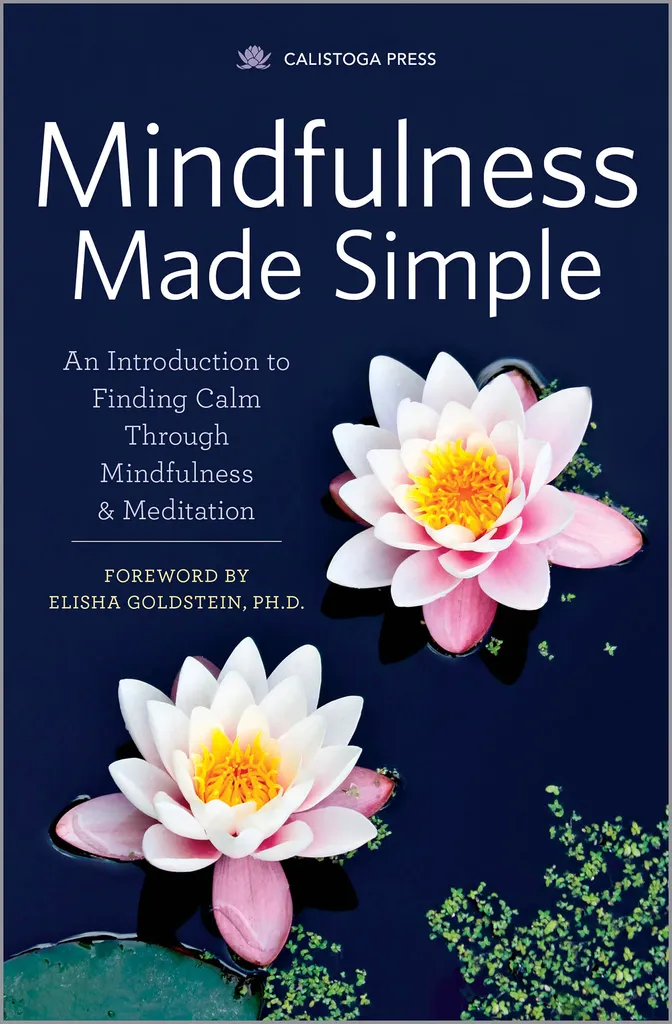 CALISTOGA PRESS
Mindfulness
Made Simple
An Introduction to
Finding Calm
Through
Mindfulness
& Meditation
FOREWORD BY
ELISHA GOLDSTEIN, PH.D.